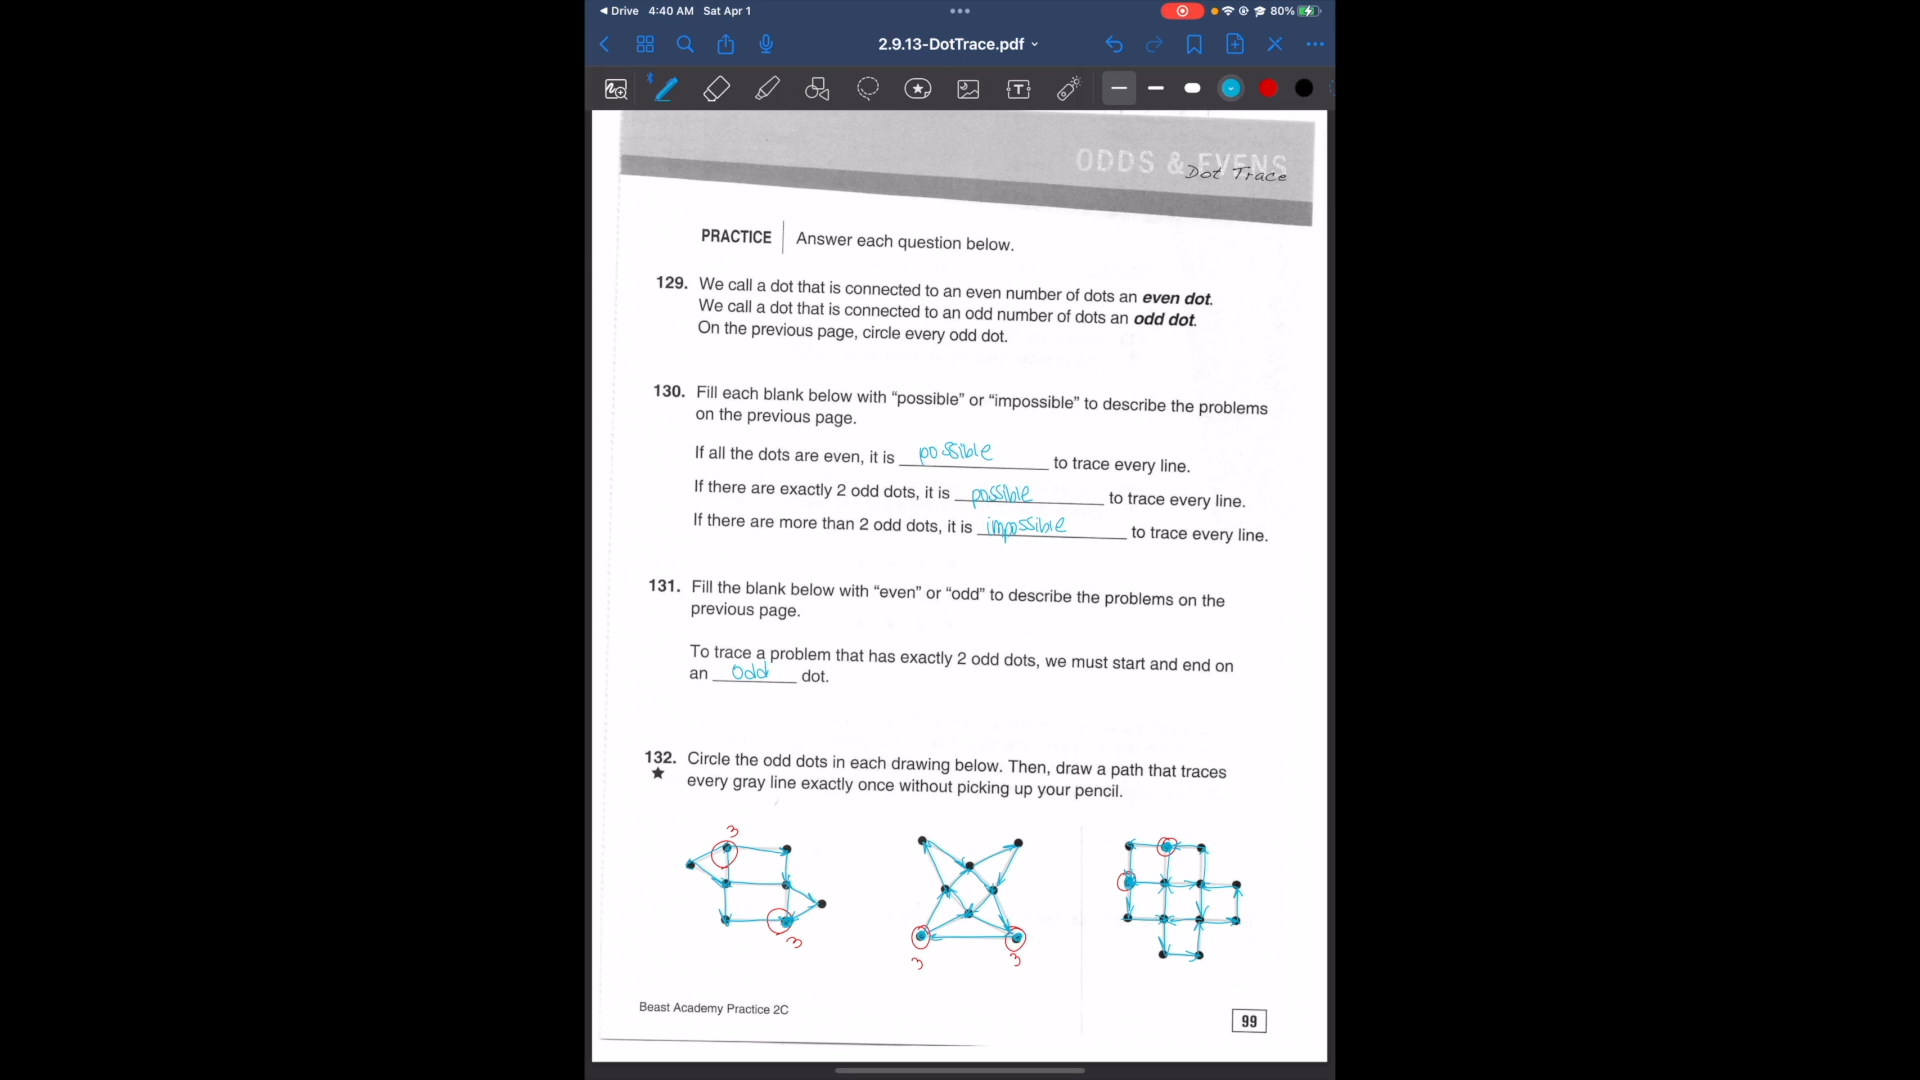 Drive 4:40 AM Sat Apr 1
80%
2.9.13-DotTrace.pdf
T
ODDS & EVENS
Dot Trace
PRACTICE Answer each question below.
129. We call a dot that is connected to an even number of dots an even dot.
We call a dot that is connected to an odd number of dots an odd dot.
On the previous page, circle every odd dot.
130. Fill each blank below with “possible” or “impossible” to describe the problems
on the previous page.
If all the dots are even, it is possible to trace every line.
If there are exactly 2 odd dots, it is possible to trace every line.
If there are more than 2 odd dots, it is impossible to trace every line.
131. Fill the blank below with “even” or “odd” to describe the problems on the
previous page.
To trace a problem that has exactly 2 odd dots, we must start and end on
an odd dot.
132. Circle the odd dots in each drawing below. Then, draw a path that traces
every gray line exactly once without picking up your pencil.
3
3
3 3
Beast Academy Practice 2C
99